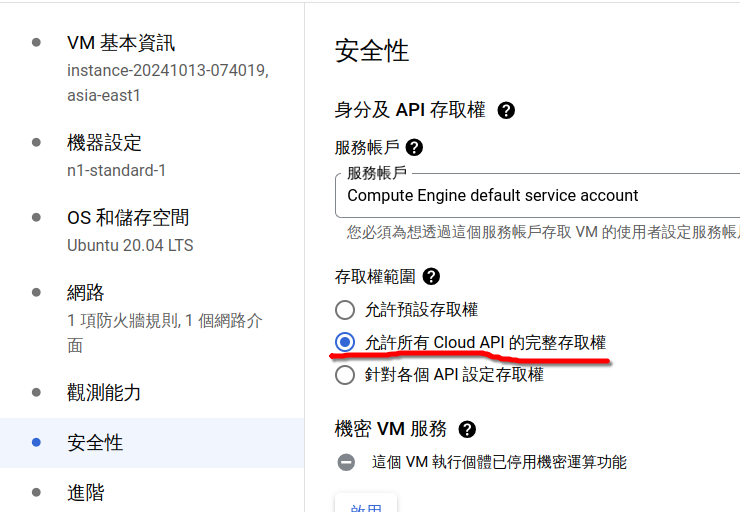 VM 基本資訊
instance-20241013-074019,
asia-east1
機器設定
n1-standard-1
OS 和儲存空間
Ubuntu 20.04 LTS
網路
1 項防火牆規則, 1 個網路介
面
觀測能力
安全性
進階
安全性
身分及 API 存取權
服務帳戶
服務帳戶
Compute Engine default service account
您必須為想透過這個服務帳戶存取 VM 的使用者設定服務帳
存取權範圍
允許預設存取權
允許所有 Cloud API 的完整存取權
針對各個 API 設定存取權
機密 VM 服務
這個 VM 執行個體已停用機密運算功能
啟用